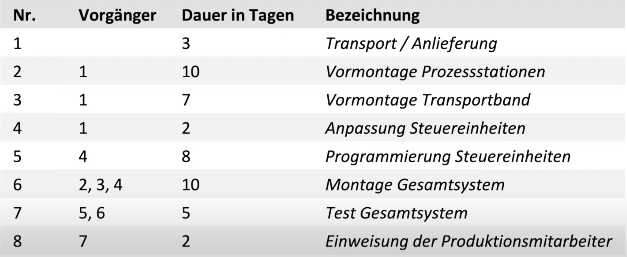 Nr. Vorgänger Dauer in Tagen Bezeichnung
1 3 Transport / Anlieferung
2 1 10 Vormontage Prozessstationen
3 1 7 Vormontage Transportband
4 1 2 Anpassung Steuereinheiten
5 4 8 Programmierung Steuereinheiten
6 2, 3, 4 10 Montage Gesamtsystem
7 5, 6 5 Test Gesamtsystem
8 7 2 Einweisung der Produktionsmitarbeiter